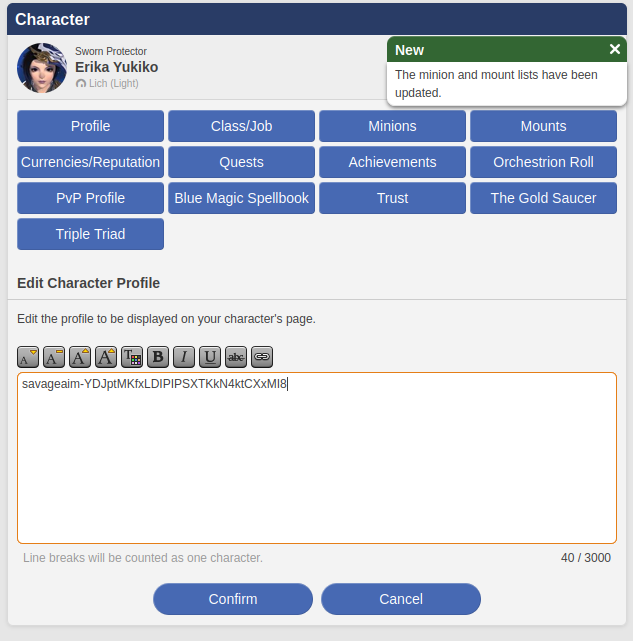 Character
Sworn Protector
Erika Yukiko
Lich (Light)
New
The minion and mount lists have been
updated.
Profile
Class/Job
Minions
Mounts
Currencies/Reputation
Quests
Achievements
Orchestrion Roll
PvP Profile
Blue Magic Spellbook
Trust
The Gold Saucer
Triple Triad
Edit Character Profile
Edit the profile to be displayed on your character's page.
A A A A T B I U abc
savageaim-YDJptMKfxLDIPIPSXTKkN4ktCXxMI8
Line breaks will be counted as one character.
40 / 3000
Confirm
Cancel